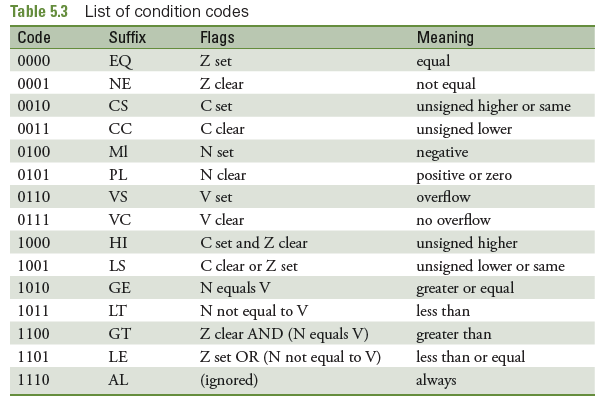 Table 5.3 List of condition codes
Code Suffix Flags Meaning
0000 EQ Z set equal
0001 NE Z clear not equal
0010 CS C set unsigned higher or same
0011 CC C clear unsigned lower
0100 Ml N set negative
0101 PL N clear positive or zero
0110 VS V set overflow
0111 VC V clear no overflow
1000 HI C set and Z clear unsigned higher
1001 LS C clear or Z set unsigned lower or same
1010 GE N equals V greater or equal
1011 LT N not equal to V less than
1100 GT Z clear AND (N equals V) greater than
1101 LE Z set OR (N not equal to V) less than or equal
1110 AL (ignored) always